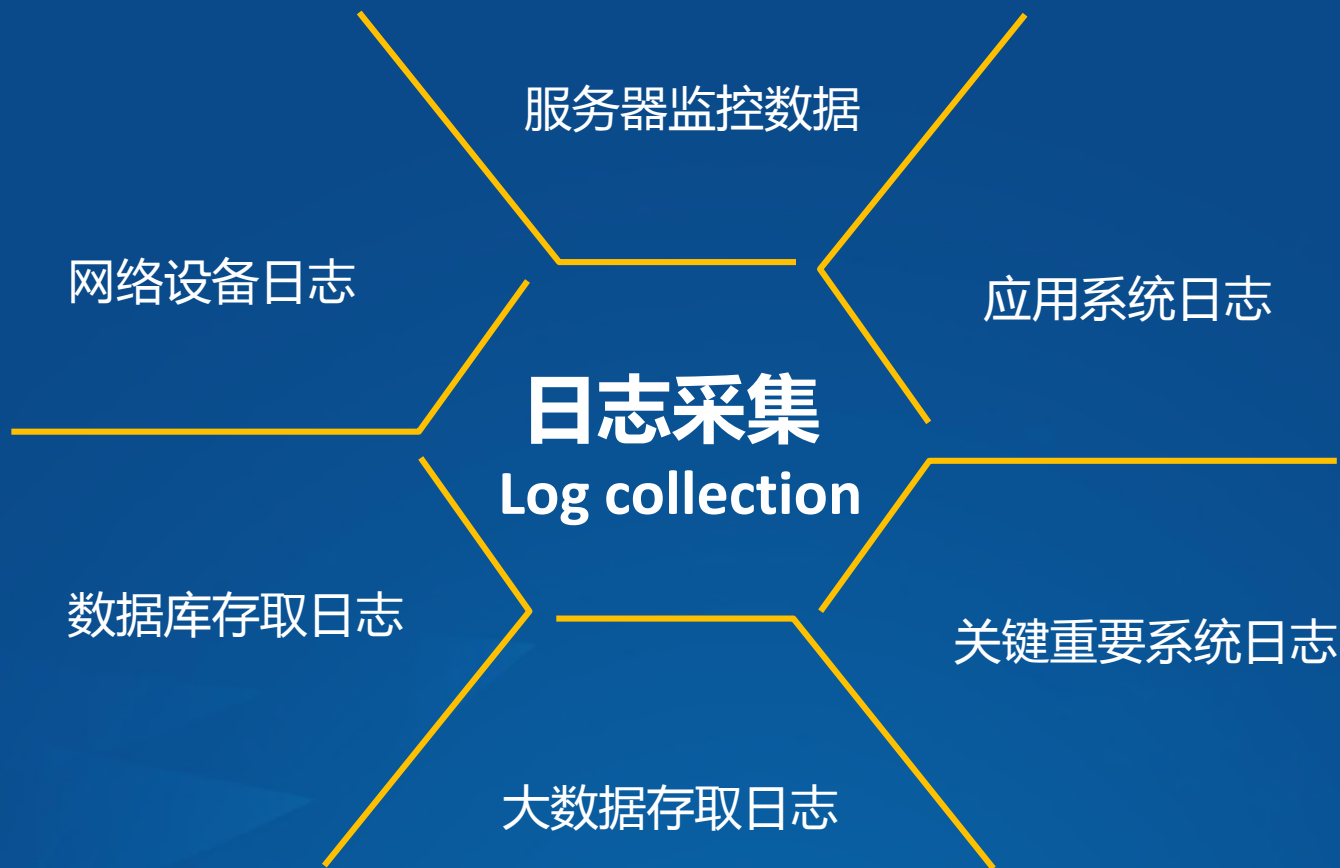 服务器监控数据
网络设备日志
应用系统日志
日志采集
Log collection
数据库存取日志
关键重要系统日志
大数据存取日志